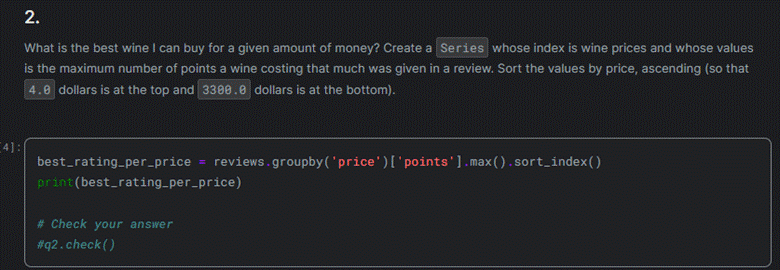 2.
What is the best wine I can buy for a given amount of money? Create a Series whose index is wine prices and whose values
is the maximum number of points a wine costing that much was given in a review. Sort the values by price, ascending (so that
4.0 dollars is at the top and 3300.0 dollars is at the bottom).
4]:
best_rating_per_price = reviews.groupby('price')['points'].max().sort_index()
print(best_rating_per_price)
# Check your answer
#q2.check()